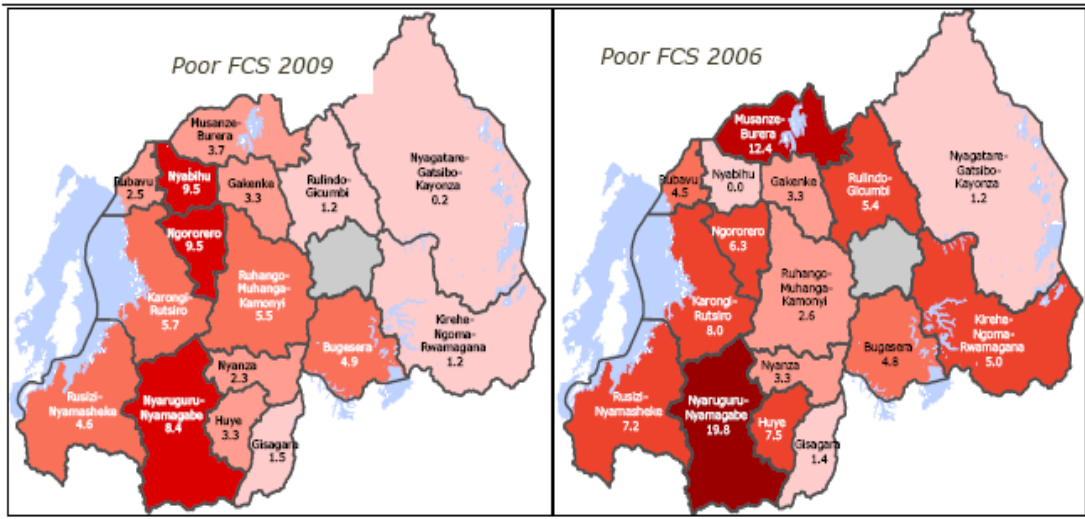 Poor FCS 2009
Musanze-
Burera
3.7
Rubavu
2.5
Nyabihu
9.5
Gakenke
3.3
Rulindo-
Gicumbi
1.2
Nyagatare-
Gatsibo-
Kayonza
0.2
Ngororero
9.5
Karongi-
Rutsiro
5.7
Ruhango-
Muhanga-
Kamonyi
5.5
Bugesera
4.9
Kirehe-
Ngoma-
Rwamagana
1.2
Rusizi-
Nyamasheke
4.6
Nyaruguru-
Nyamagabe
8.4
Nyanza
2.3
Huye
3.3
Gisagara
1.5
Poor FCS 2006
Musanze-
Burera
12.4
Rubavu
4.5
Nyabihu
0.0
Gakenke
3.3
Rulindo-
Gicumbi
5.4
Nyagatare-
Gatsibo-
Kayonza
1.2
Ngororero
6.3
Karongi-
Rutsiro
8.0
Ruhango-
Muhanga-
Kamonyi
2.6
Bugesera
4.8
Kirehe-
Ngoma-
Rwamagana
5.0
Rusizi-
Nyamasheke
7.2
Nyaruguru-
Nyamagabe
19.8
Nyanza
3.3
Huye
7.5
Gisagara
1.4